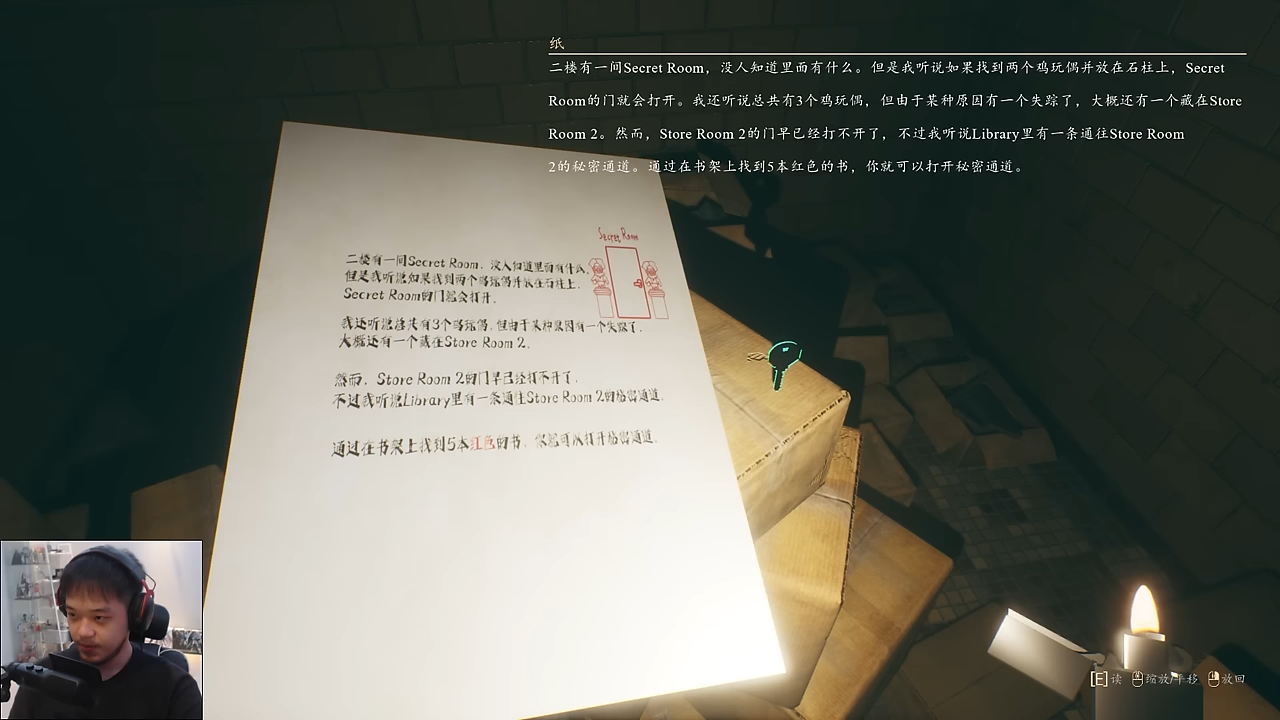 纸
二楼有一间Secret Room，没人知道里面有什么。但是我听说如果找到两个鸡玩偶并放在石柱上，Secret
Room的门就会打开。我还听说总共有3个鸡玩偶，但由于某种原因有一个失踪了，大概还有一个藏在Store
Room 2。然而，Store Room 2的门早已经打不开了，不过我听说Library里有一条通往Store Room
2的秘密通道。通过在书架上找到5本红色的书，你就可以打开秘密通道。
Secret Room
二楼有一间Secret Room，没人知道里面有什么。
但是我听说如果找到两个鸡玩偶并放在石柱上，
Secret Room的门就会打开。
我还听说总共有3个鸡玩偶，但由于某种原因有一个失踪了，
大概还有一个藏在Store Room 2。
然而，Store Room 2的门早已经打不开了，
不过我听说Library里有一条通往Store Room 2的秘密通道。
通过在书架上找到5本红色的书，你就可以打开秘密通道。
[E]读 缩放/平移 放回